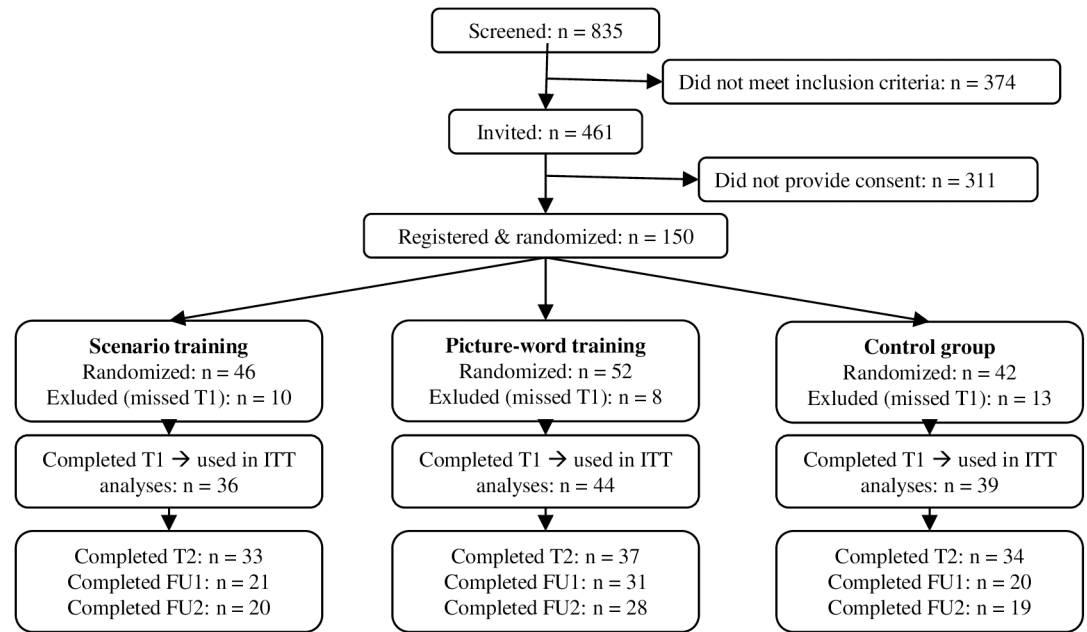 Screened: n = 835
Did not meet inclusion criteria: n = 374
Invited: n = 461
Did not provide consent: n = 311
Registered & randomized: n = 150
Scenario training
Randomized: n = 46
Exluded (missed T1): n = 10
Completed T1 → used in ITT
analyses: n = 36
Completed T2: n = 33
Completed FU1: n = 21
Completed FU2: n = 20
Picture-word training
Randomized: n = 52
Exluded (missed T1): n = 8
Completed T1 → used in ITT
analyses: n = 44
Completed T2: n = 37
Completed FU1: n = 31
Completed FU2: n = 28
Control group
Randomized: n = 42
Exluded (missed T1): n = 13
Completed T1 → used in ITT
analyses: n = 39
Completed T2: n = 34
Completed FU1: n = 20
Completed FU2: n = 19